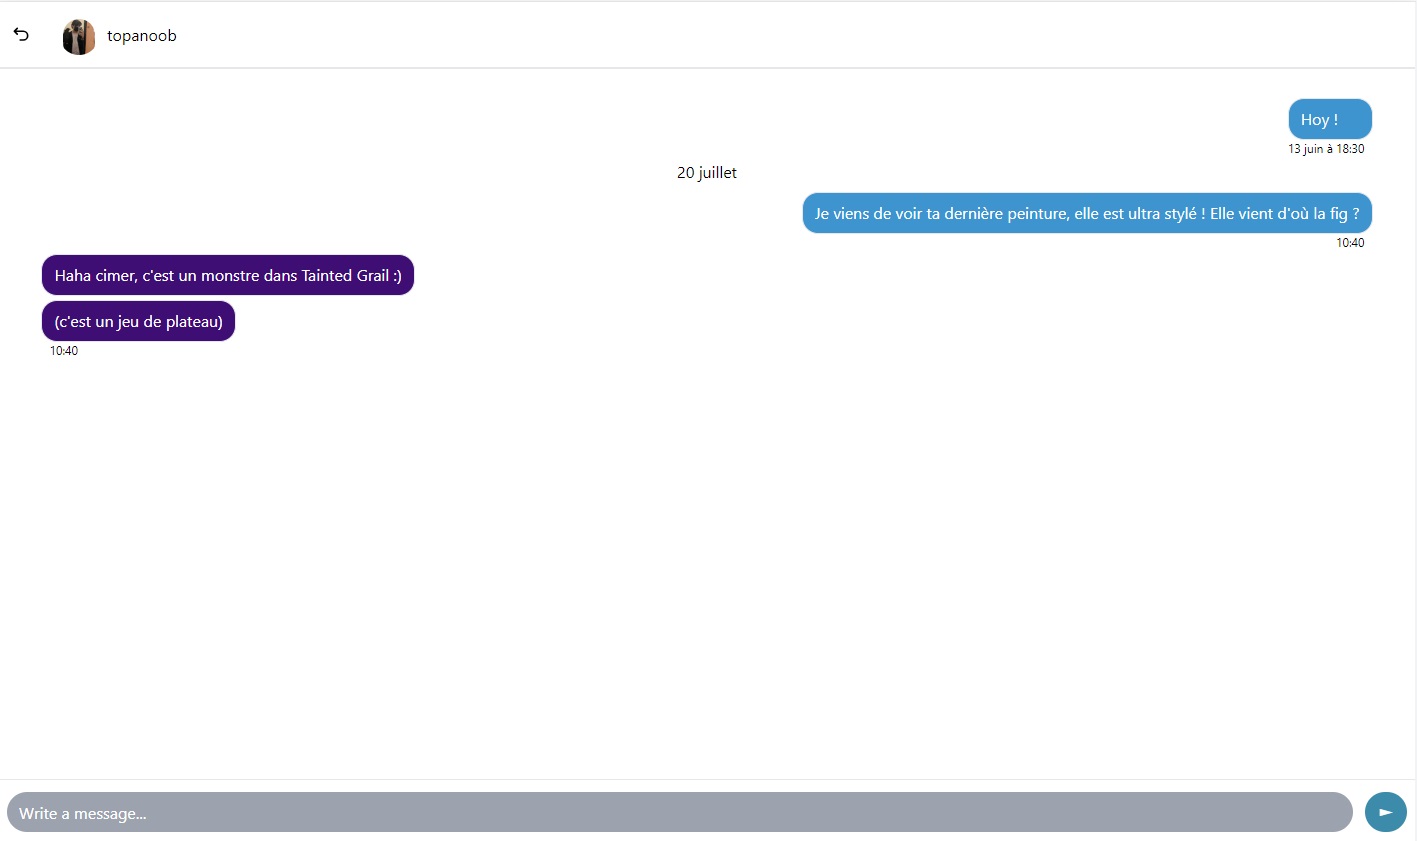 topanoob
Hoy !
13 juin à 18:30
20 juillet
Je viens de voir ta dernière peinture, elle est ultra stylé ! Elle vient d'où la fig ?
10:40
Haha cimer, c'est un monstre dans Tainted Grail :)
(c'est un jeu de plateau)
10:40
Write a message...